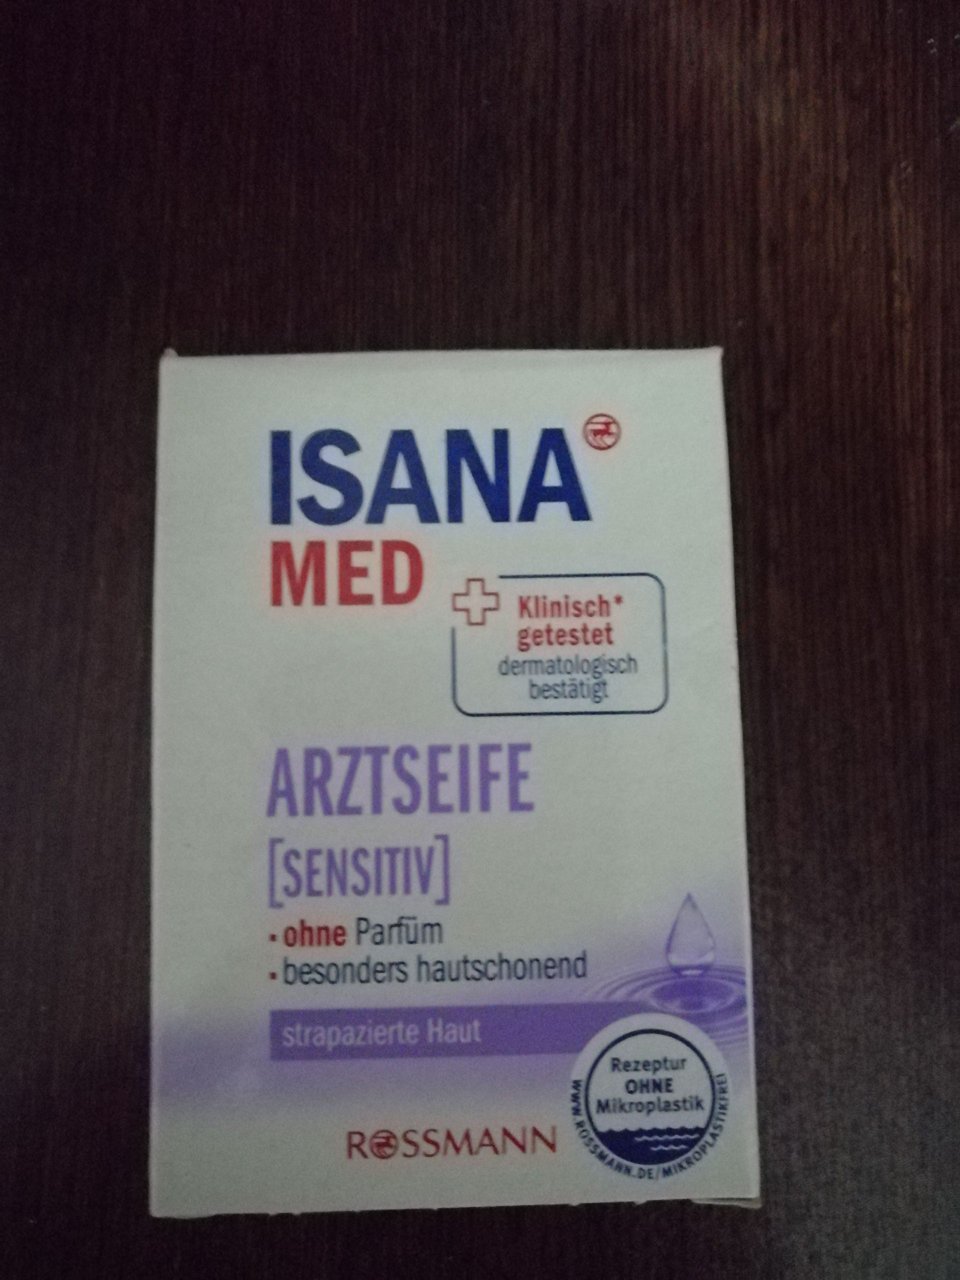 ISANA
MED
Klinisch*
getestet
dermatologisch
bestätigt
ARZTSEIFE
[SENSITIV]
· ohne Parfüm
· besonders hautschonend
strapazierte Haut
Rezeptur
OHNE
Mikroplastik
WWW.ROSSMANN.DE/MIKROPLASTIKFREI
ROSSMANN